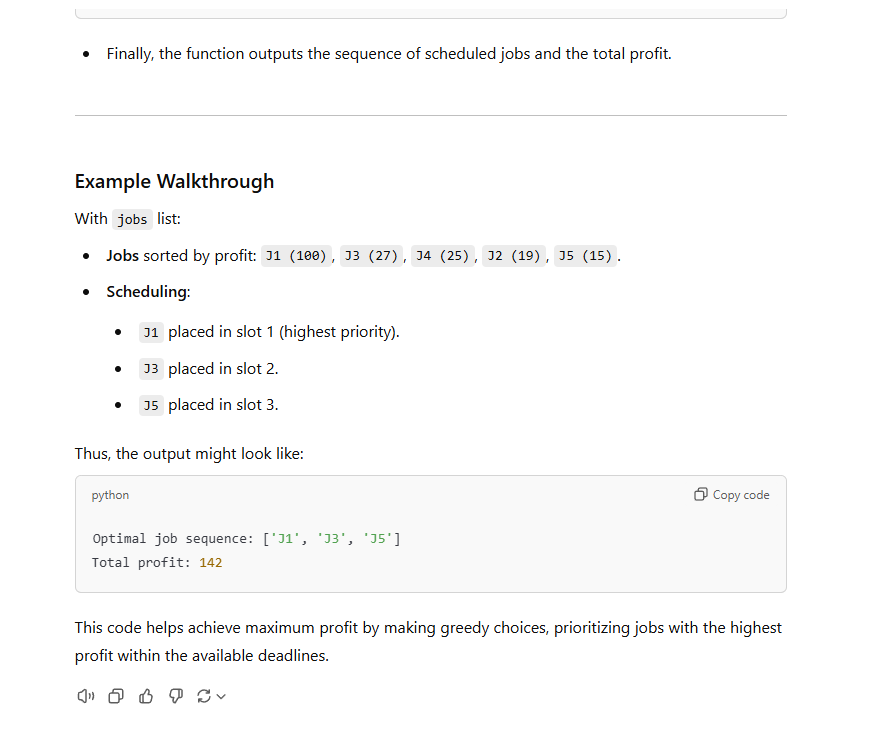 Finally, the function outputs the sequence of scheduled jobs and the total profit.
Example Walkthrough
With jobs list:
Jobs sorted by profit: J1 (100), J3 (27), J4 (25), J2 (19), J5 (15).
Scheduling:
J1 placed in slot 1 (highest priority).
J3 placed in slot 2.
J5 placed in slot 3.
Thus, the output might look like:
python Copy code
Optimal job sequence: ['J1', 'J3', 'J5']
Total profit: 142
This code helps achieve maximum profit by making greedy choices, prioritizing jobs with the highest
profit within the available deadlines.